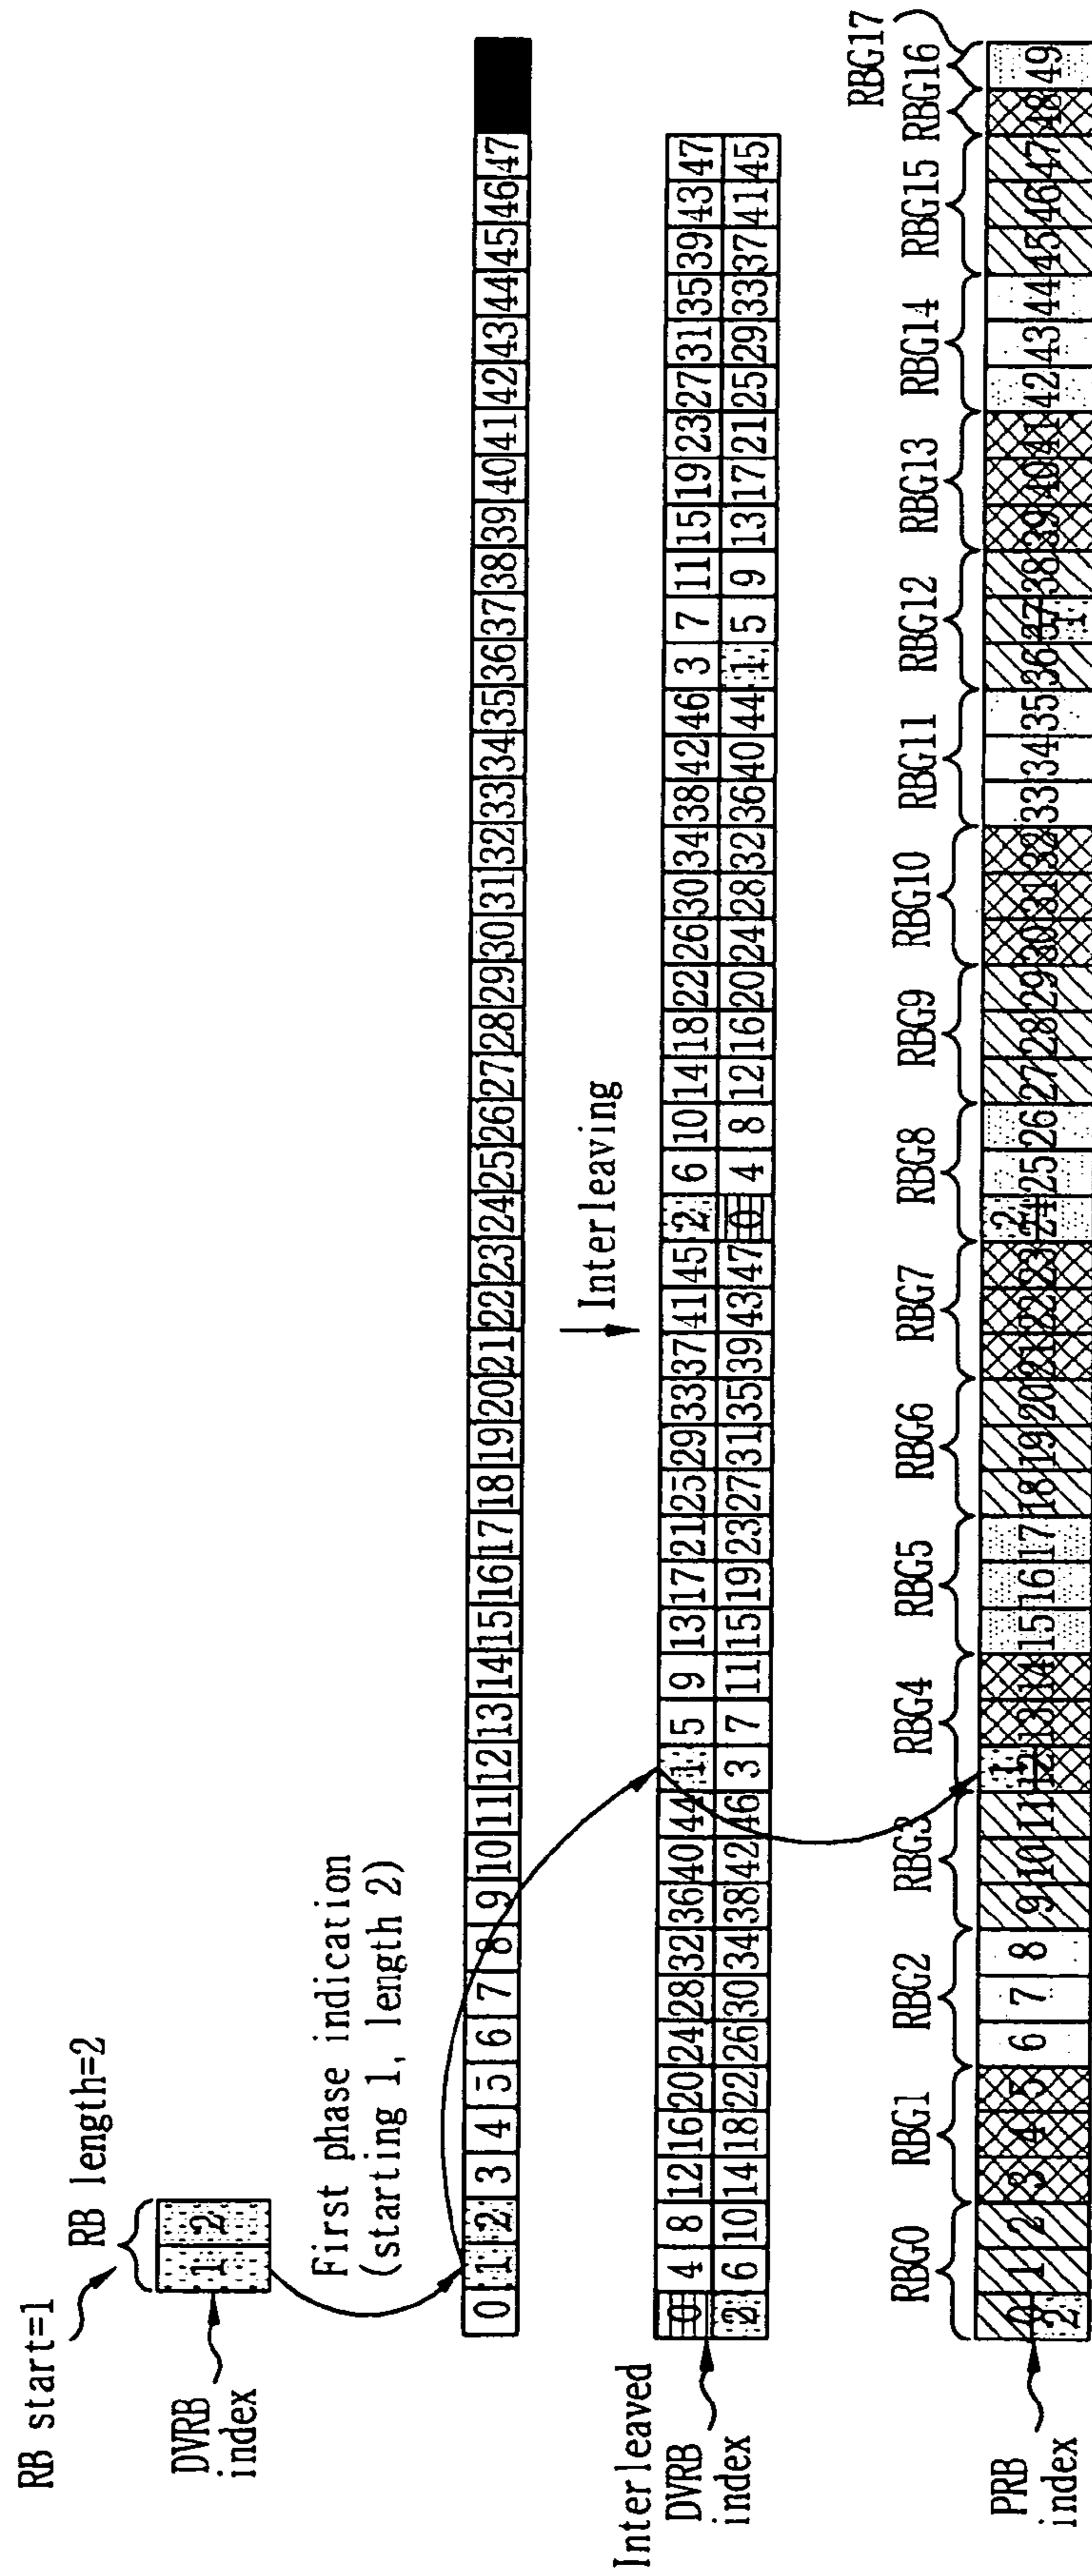 RB start=1
RB length=2
1 2
DVRB
index
First phase indication
(starting 1, length 2)
0 1 2 3 4 5 6 7 8 9 10 11 12 13 14 15 16 17 18 19 20 21 22 23 24 25 26 27 28 29 30 31 32 33 34 35 36 37 38 39 40 41 42 43 44 45 46 47
Interleaving
Interleaved
DVRB
index
0 4 8 12 16 20 24 28 32 36 40 44 1 5 9 13 17 21 25 29 33 37 41 45 2 6 10 14 18 22 26 30 34 38 42 46 3 7 11 15 19 23 27 31 35 39 43 47
2 6 10 14 18 22 26 30 34 38 42 46 3 7 11 15 19 23 27 31 35 39 43 47 0 4 8 12 16 20 24 28 32 36 40 44 1 5 9 13 17 21 25 29 33 37 41 45
RBG0 RBG1 RBG2 RBG3 RBG4 RBG5 RBG6 RBG7 RBG8 RBG9 RBG10 RBG11 RBG12 RBG13 RBG14 RBG15 RBG16 RBG17
1 2
0 1 2 3 4 5 6 7 8 9 10 11 12 13 14 15 16 17 18 19 20 21 22 23 24 25 26 27 28 29 30 31 32 33 34 35 36 37 38 39 40 41 42 43 44 45 46 47 48 49
2 1
PRB
index